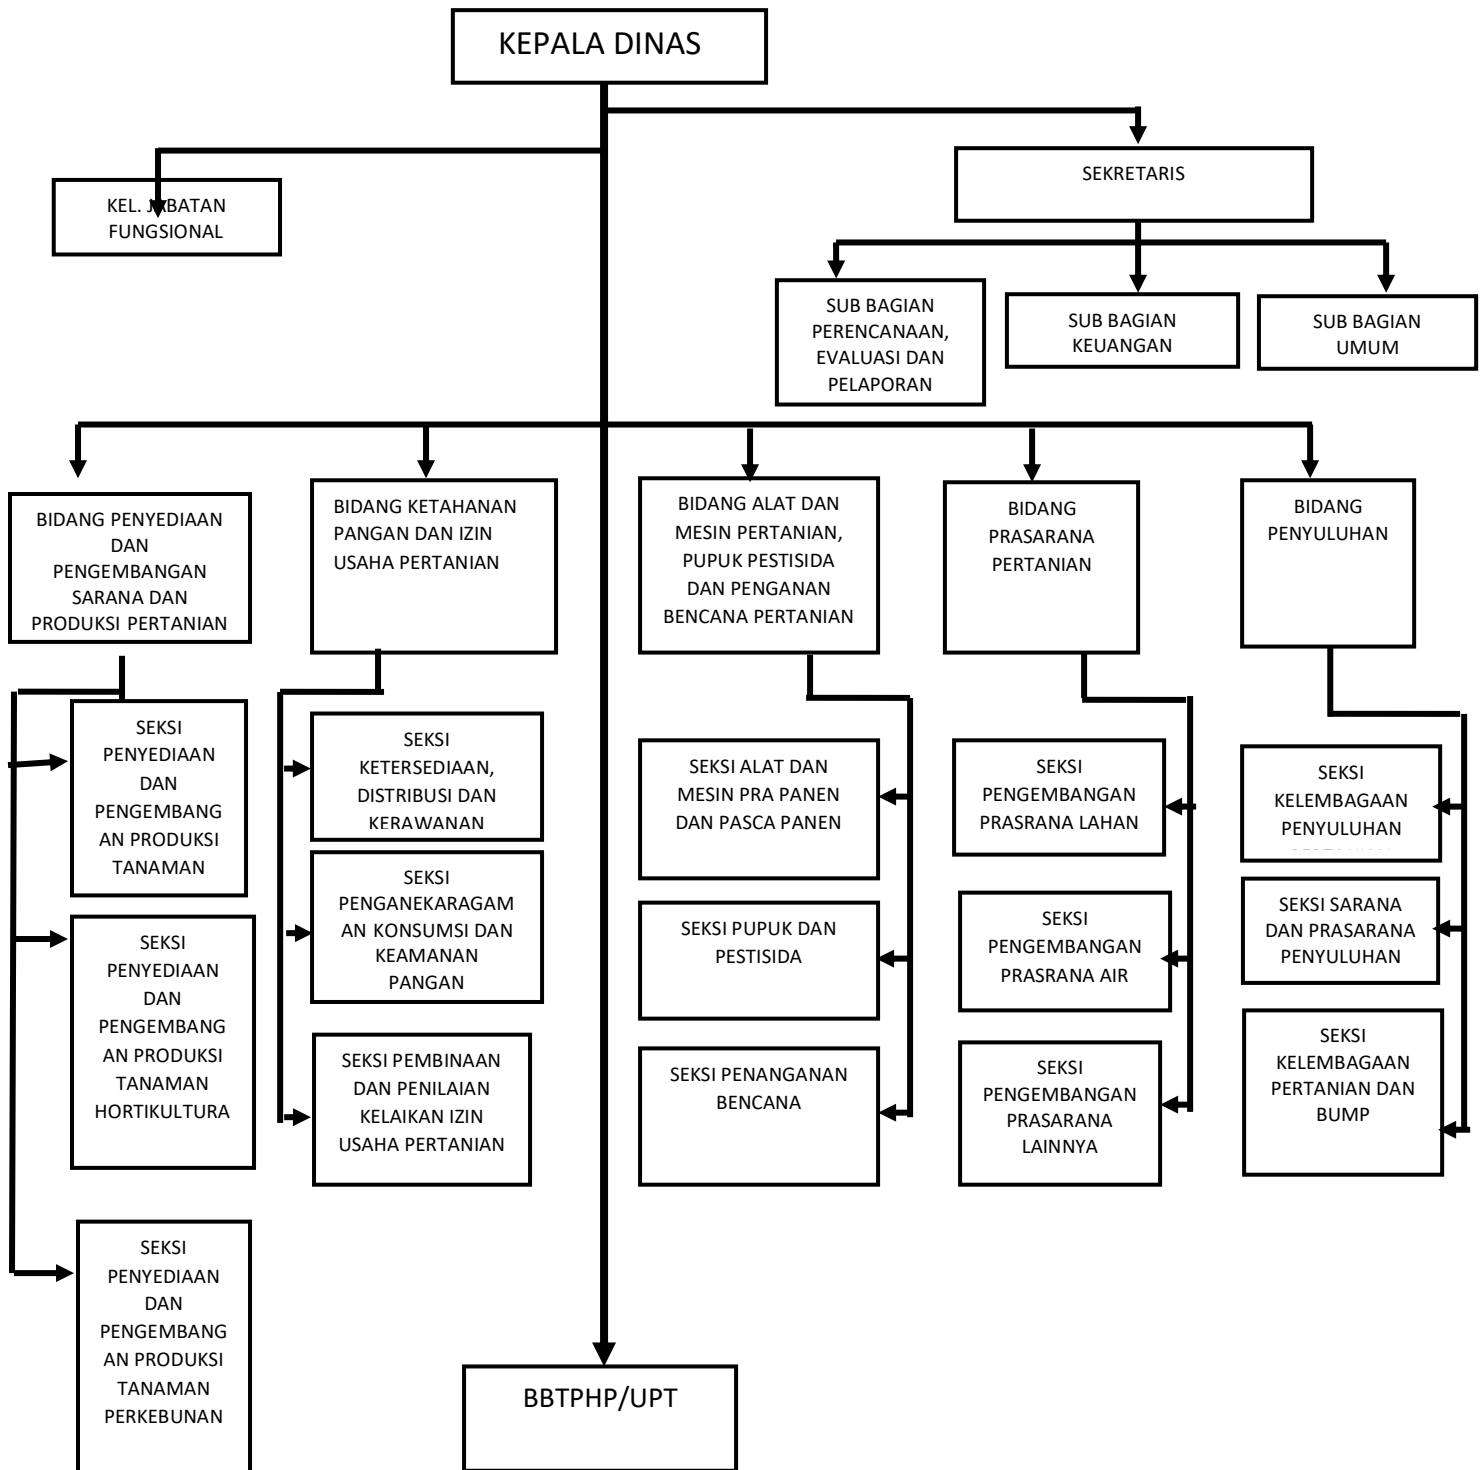 KEPALA DINAS
SEKRETARIS
KEL. JABATAN
FUNGSIONAL
SUB BAGIAN
PERENCANAAN,
EVALUASI DAN
PELAPORAN
SUB BAGIAN
KEUANGAN
SUB BAGIAN
UMUM
BIDANG PENYEDIAAN
DAN
PENGEMBANGAN
SARANA DAN
PRODUKSI PERTANIAN
BIDANG KETAHANAN
PANGAN DAN IZIN
USAHA PERTANIAN
BIDANG ALAT DAN
MESIN PERTANIAN,
PUPUK PESTISIDA
DAN PENGANAN
BENCANA PERTANIAN
BIDANG
PRASARANA
PERTANIAN
BIDANG
PENYULUHAN
SEKSI
PENYEDIAAN
DAN
PENGEMBANG
AN PRODUKSI
TANAMAN
SEKSI
KETERSEDIAAN,
DISTRIBUSI DAN
KERAWANAN
SEKSI ALAT DAN
MESIN PRA PANEN
DAN PASCA PANEN
SEKSI
PENGEMBANGAN
PRASRANA LAHAN
SEKSI
KELEMBAGAAN
PENYULUHAN
SEKSI
PENYEDIAAN
DAN
PENGEMBANG
AN PRODUKSI
TANAMAN
HORTIKULTURA
SEKSI
PENGANEKARAGAM
AN KONSUMSI DAN
KEAMANAN
PANGAN
SEKSI PUPUK DAN
PESTISIDA
SEKSI
PENGEMBANGAN
PRASRANA AIR
SEKSI SARANA
DAN PRASARANA
PENYULUHAN
SEKSI PEMBINAAN
DAN PENILAIAN
KELAIKAN IZIN
USAHA PERTANIAN
SEKSI PENANGANAN
BENCANA
SEKSI
PENGEMBANGAN
PRASARANA
LAINNYA
SEKSI
KELEMBAGAAN
PERTANIAN DAN
BUMP
SEKSI
PENYEDIAAN
DAN
PENGEMBANG
AN PRODUKSI
TANAMAN
PERKEBUNAN
BBTPHP/UPT